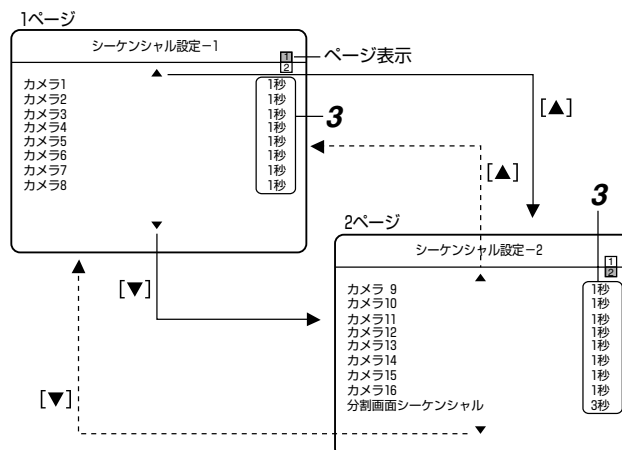 1ページ
シーケンシャル設定−1
1
2
ページ表示
カメラ1 1秒
カメラ2 1秒
カメラ3 1秒
カメラ4 1秒
カメラ5 1秒
カメラ6 1秒
カメラ7 1秒
カメラ8 1秒
3
[▲]
[▲]
[▼]
[▼]
2ページ
3
シーケンシャル設定−2
1
2
カメラ 9 1秒
カメラ10 1秒
カメラ11 1秒
カメラ12 1秒
カメラ13 1秒
カメラ14 1秒
カメラ15 1秒
カメラ16 1秒
分割画面シーケンシャル 3秒